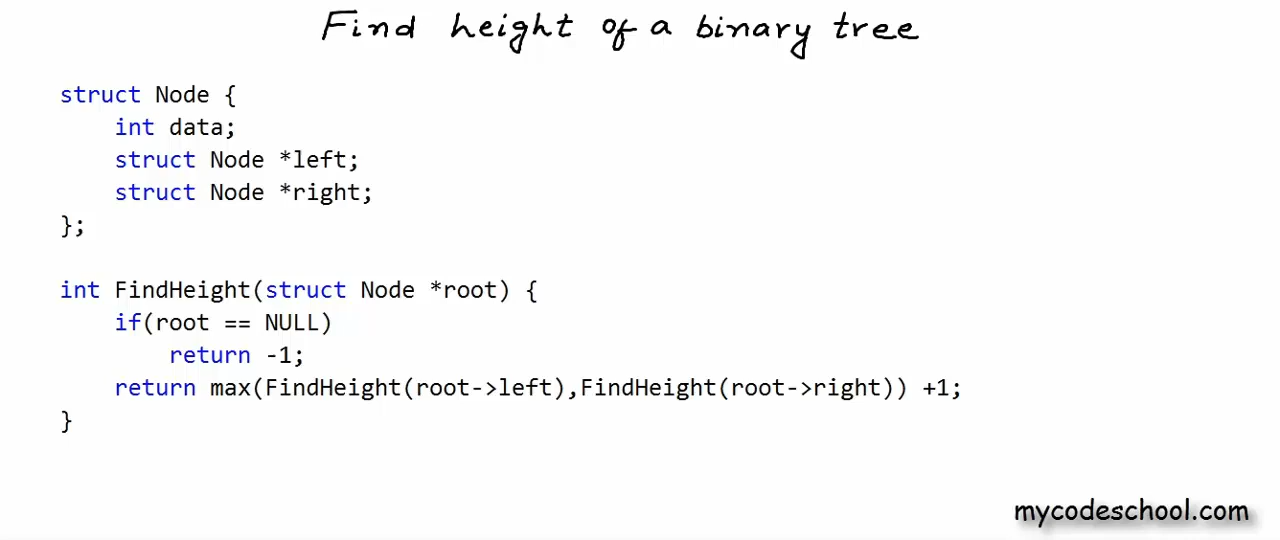 Find height of a binary tree
struct Node {
    int data;
    struct Node *left;
    struct Node *right;
};
int FindHeight(struct Node *root) {
    if(root == NULL)
        return -1;
    return max(FindHeight(root->left),FindHeight(root->right)) +1;
}
mycodeschool.com